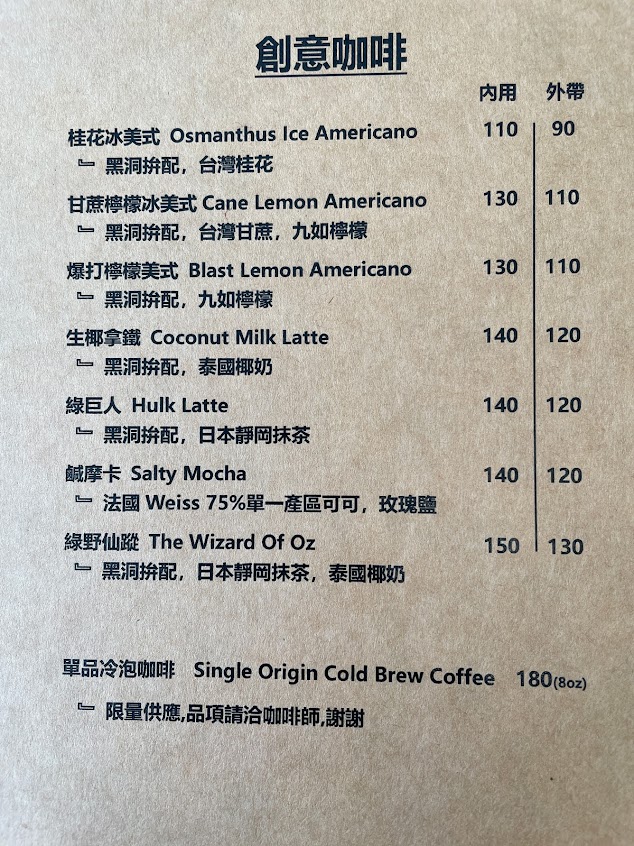 創意咖啡
內用 外帶
桂花冰美式 Osmanthus Ice Americano 110 90
黑洞拚配，台灣桂花
甘蔗檸檬冰美式 Cane Lemon Americano 130 110
黑洞拚配，台灣甘蔗，九如檸檬
爆打檸檬美式 Blast Lemon Americano 130 110
黑洞拚配，九如檸檬
生椰拿鐵 Coconut Milk Latte 140 120
黑洞拚配，泰國椰奶
綠巨人 Hulk Latte 140 120
黑洞拚配，日本靜岡抹茶
鹹摩卡 Salty Mocha 140 120
法國 Weiss 75%單一產區可可，玫瑰鹽
綠野仙蹤 The Wizard Of Oz 150 130
黑洞拚配，日本靜岡抹茶，泰國椰奶
單品冷泡咖啡 Single Origin Cold Brew Coffee 180(8oz)
限量供應,品項請洽咖啡師,謝謝